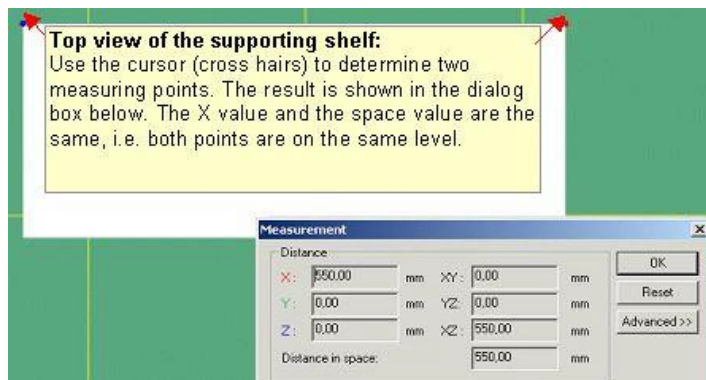 Top view of the supporting shelf:
Use the cursor (cross hairs) to determine two
measuring points. The result is shown in the dialog
box below. The X value and the space value are the
same, i.e. both points are on the same level.
Measurement
Distance
X: 550,00 mm XY: 0,00 mm
OK
Y: 0,00 mm YZ: 0,00 mm
Reset
Z: 0,00 mm XZ: 550,00 mm
Advanced >>
Distance in space: 550,00 mm